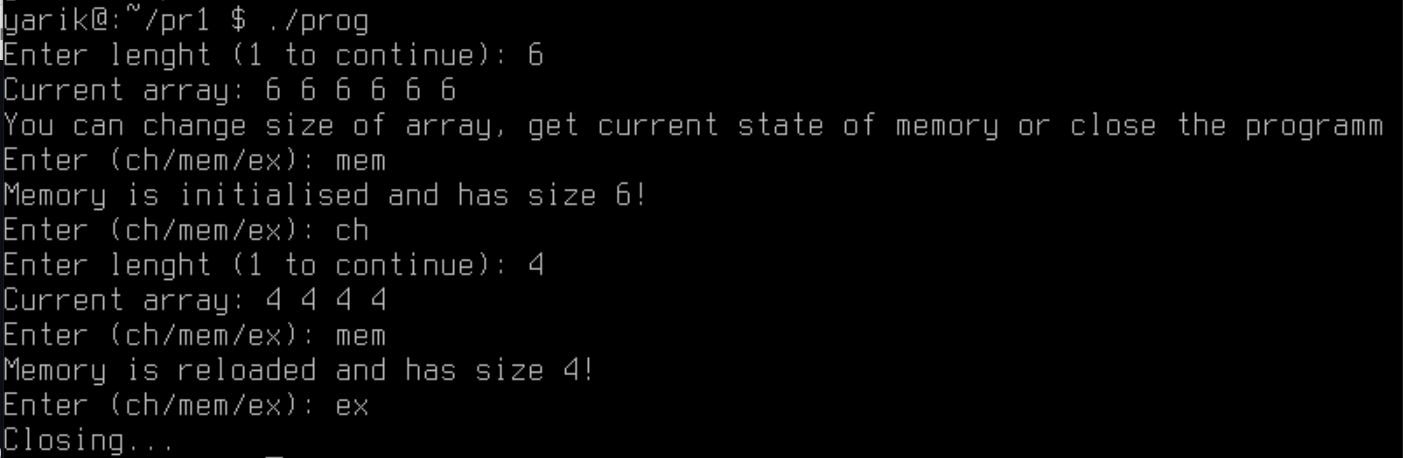 yarik@:~/pr1 $ ./prog
Enter lenght (1 to continue): 6
Current array: 6 6 6 6 6 6
You can change size of array, get current state of memory or close the programm
Enter (ch/mem/ex): mem
Memory is initialised and has size 6!
Enter (ch/mem/ex): ch
Enter lenght (1 to continue): 4
Current array: 4 4 4 4
Enter (ch/mem/ex): mem
Memory is reloaded and has size 4!
Enter (ch/mem/ex): ex
Closing...